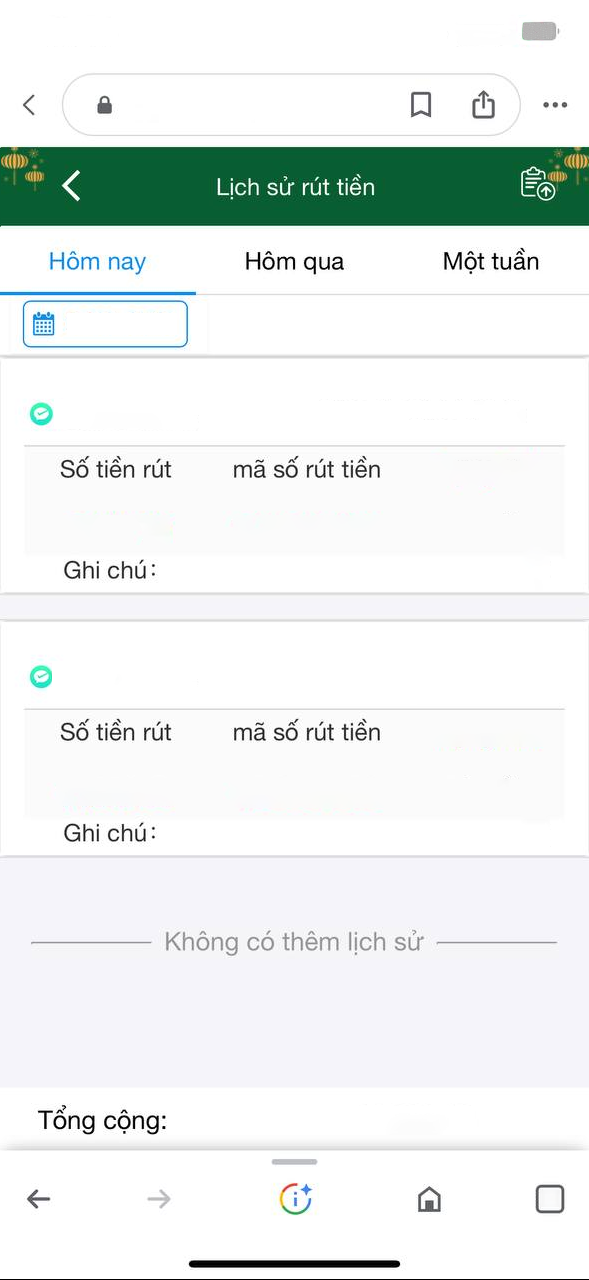 Lịch sử rút tiền
Hôm nay Hôm qua Một tuần
Số tiền rút mã số rút tiền
Ghi chú:
Số tiền rút mã số rút tiền
Ghi chú:
Không có thêm lịch sử
Tổng cộng: